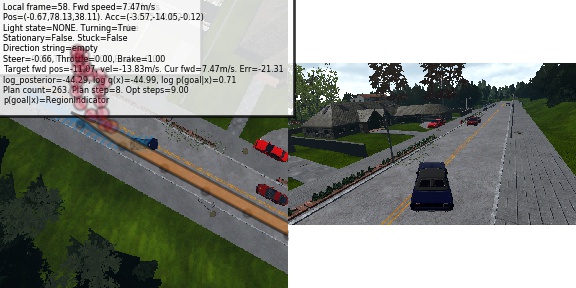 Local frame=58. Fwd speed=7.47m/s
Pos=(-0.67,78.13,38.11). Acc=(-3.57;-14.05,-0.12)
Light state=NONE. Turning=True
Stationary=False. Stuck=False
Direction string=empty
Steer=-0.66, Throttle=0.00, Brake=1.00
Target fwd pos=-11.07, vel=-13.83m/s. Cur fwd=7.47m/s. Err=-21.31
log_posterior=-44.29, log q(x)=-44.99, log p(goal|x)=0.71
Plan count=263, Plan step=8. Opt steps=9.00
p(goal|x)=RegionIndicator